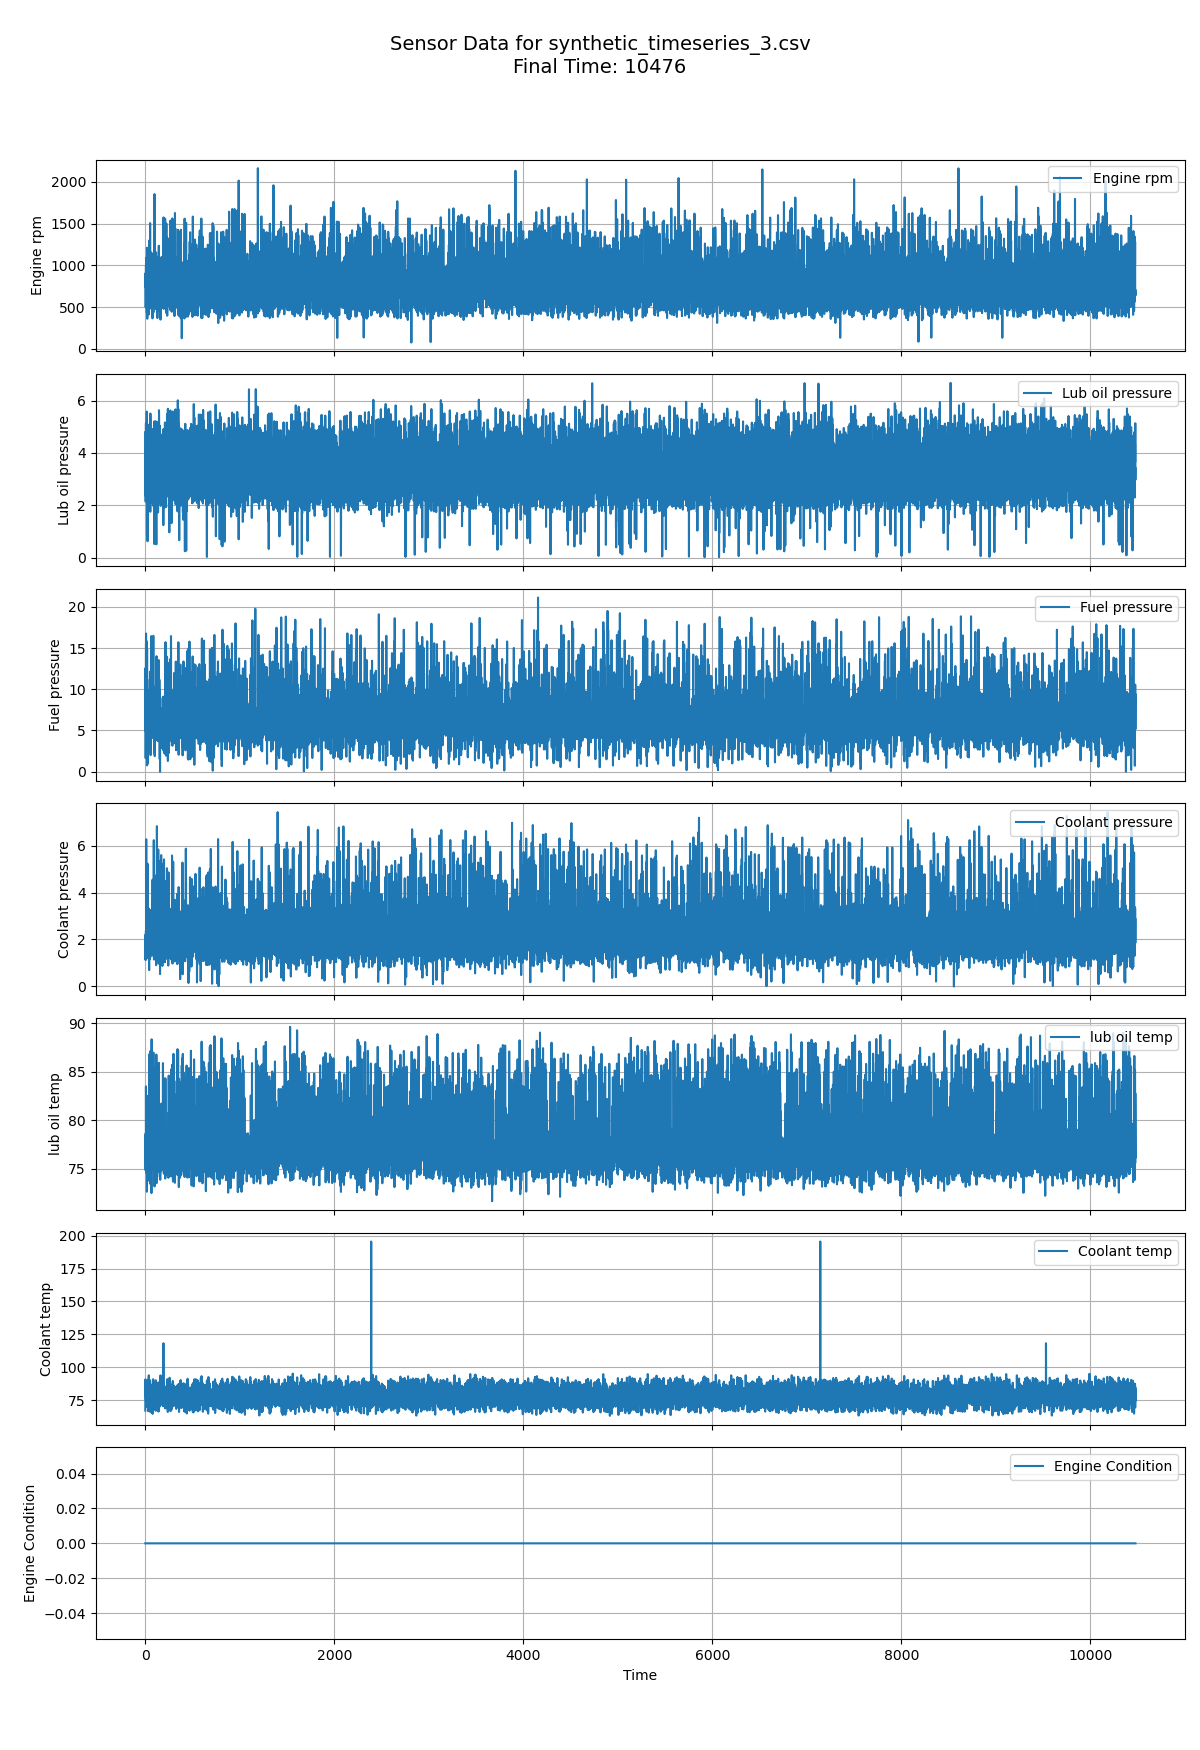 Sensor Data for synthetic_timeseries_3.csv
Final Time: 10476
Engine rpm
2000
1500
1000
500
0
Engine rpm
Lub oil pressure
6
4
2
0
Lub oil pressure
Fuel pressure
20
15
10
5
0
Fuel pressure
Coolant pressure
6
4
2
0
Coolant pressure
lub oil temp
90
85
80
75
lub oil temp
Coolant temp
200
175
150
125
100
75
Coolant temp
Engine Condition
0.04
0.02
0.00
−0.02
−0.04
Engine Condition
0 2000 4000 6000 8000 10000
Time